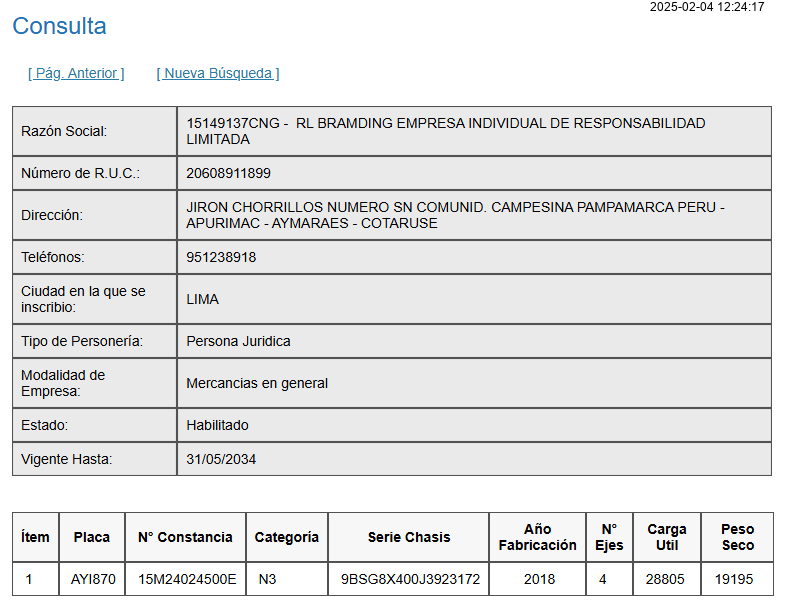 2025-02-04 12:24:17
Consulta
[ Pág. Anterior ] [ Nueva Búsqueda ]
Razón Social: 15149137CNG - RL BRAMDING EMPRESA INDIVIDUAL DE RESPONSABILIDAD
LIMITADA
Número de R.U.C.: 20608911899
Dirección: JIRON CHORRILLOS NUMERO SN COMUNID. CAMPESINA PAMPAMARCA PERU -
APURIMAC - AYMARAES - COTARUSE
Teléfonos: 951238918
Ciudad en la que se
inscribio: LIMA
Tipo de Personería: Persona Juridica
Modalidad de
Empresa: Mercancias en general
Estado: Habilitado
Vigente Hasta: 31/05/2034
Ítem Placa N° Constancia Categoría Serie Chasis Año Fabricación N° Ejes Carga Util Peso Seco
1 AYI870 15M24024500E N3 9BSG8X400J3923172 2018 4 28805 19195